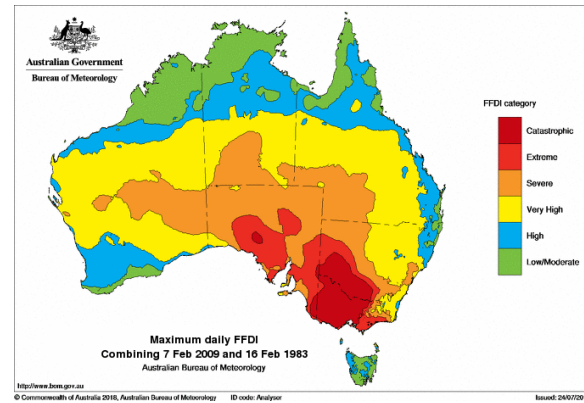 Australian Government
Bureau of Meteorology
FFDI category
Catastrophic
Extreme
Severe
Very High
High
Low/Moderate
Maximum daily FFDI
Combining 7 Feb 2009 and 16 Feb 1983
Australian Bureau of Meteorology
http://www.bom.gov.au
© Commonwealth of Australia 2018, Australian Bureau of Meteorology ID code: Analyser Issued: 24/07/20